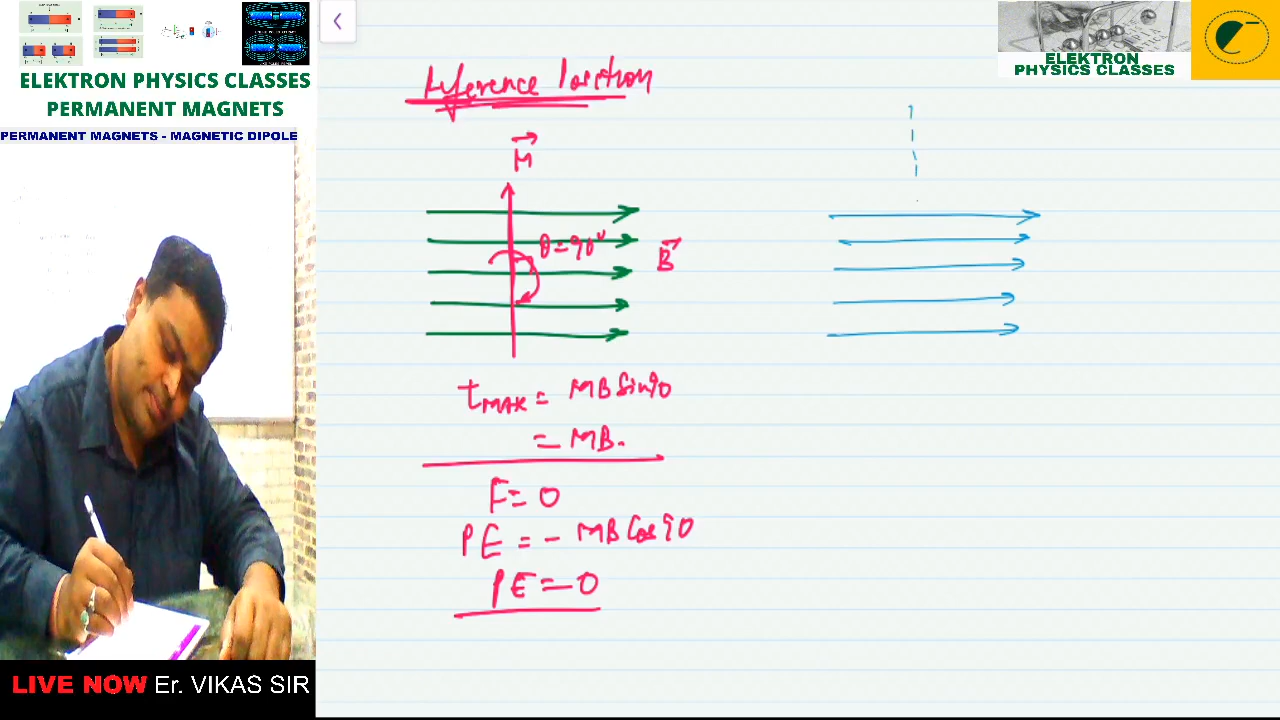 ELEKTRON PHYSICS CLASSES
PERMANENT MAGNETS
PERMANENT MAGNETS - MAGNETIC DIPOLE
LIVE NOW Er. VIKAS SIR
ELEKTRON
PHYSICS CLASSES
Reference Position
M
θ=90°
B
τMAX = MB Sin90
= MB.
F= 0
PE = - MB Cos 90
PE = 0